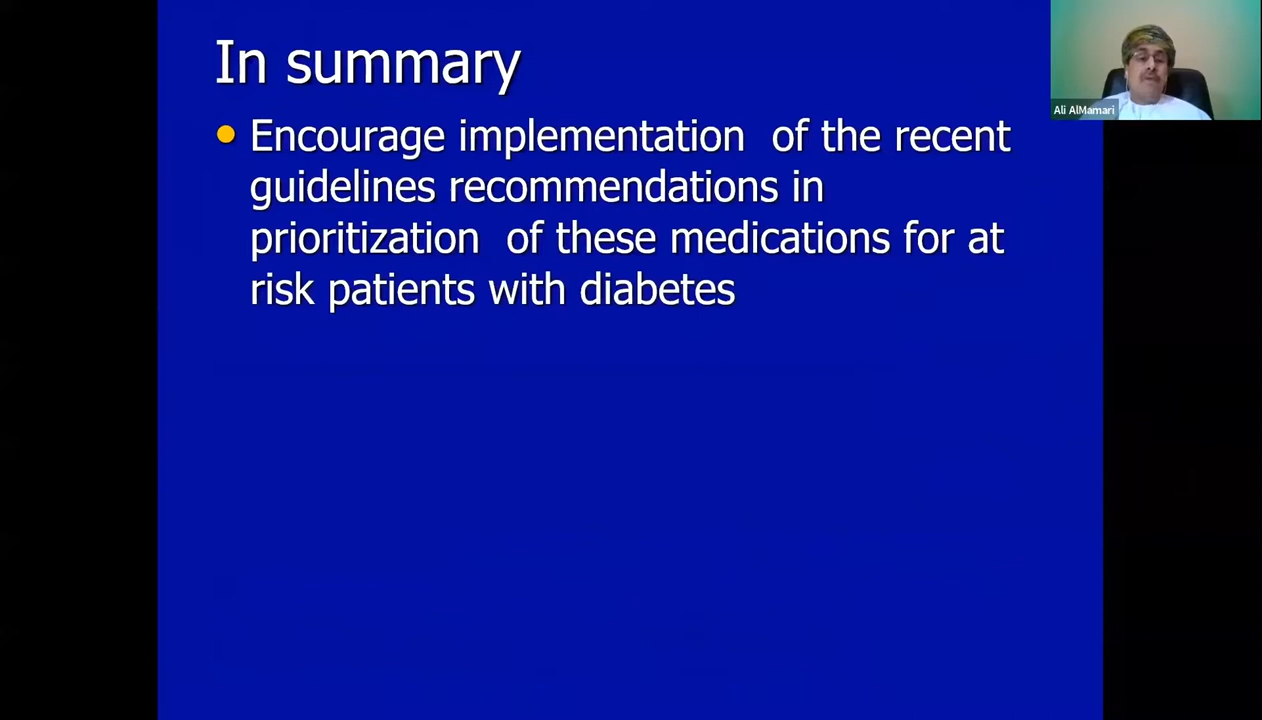 In summary
Encourage implementation of the recent
guidelines recommendations in
prioritization of these medications for at
risk patients with diabetes
Ali AlMamari